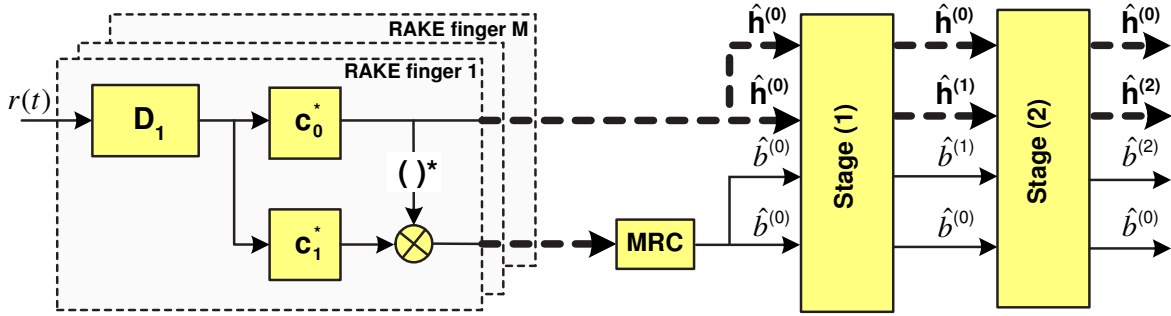 RAKE finger M
RAKE finger 1
r(t)
D₁
c₀*
( )*
c₁*
MRC
ĥ⁽⁰⁾
ĥ⁽⁰⁾
b̂⁽⁰⁾
b̂⁽⁰⁾
Stage (1)
ĥ⁽⁰⁾
ĥ⁽¹⁾
b̂⁽¹⁾
b̂⁽⁰⁾
Stage (2)
ĥ⁽⁰⁾
ĥ⁽²⁾
b̂⁽²⁾
b̂⁽⁰⁾